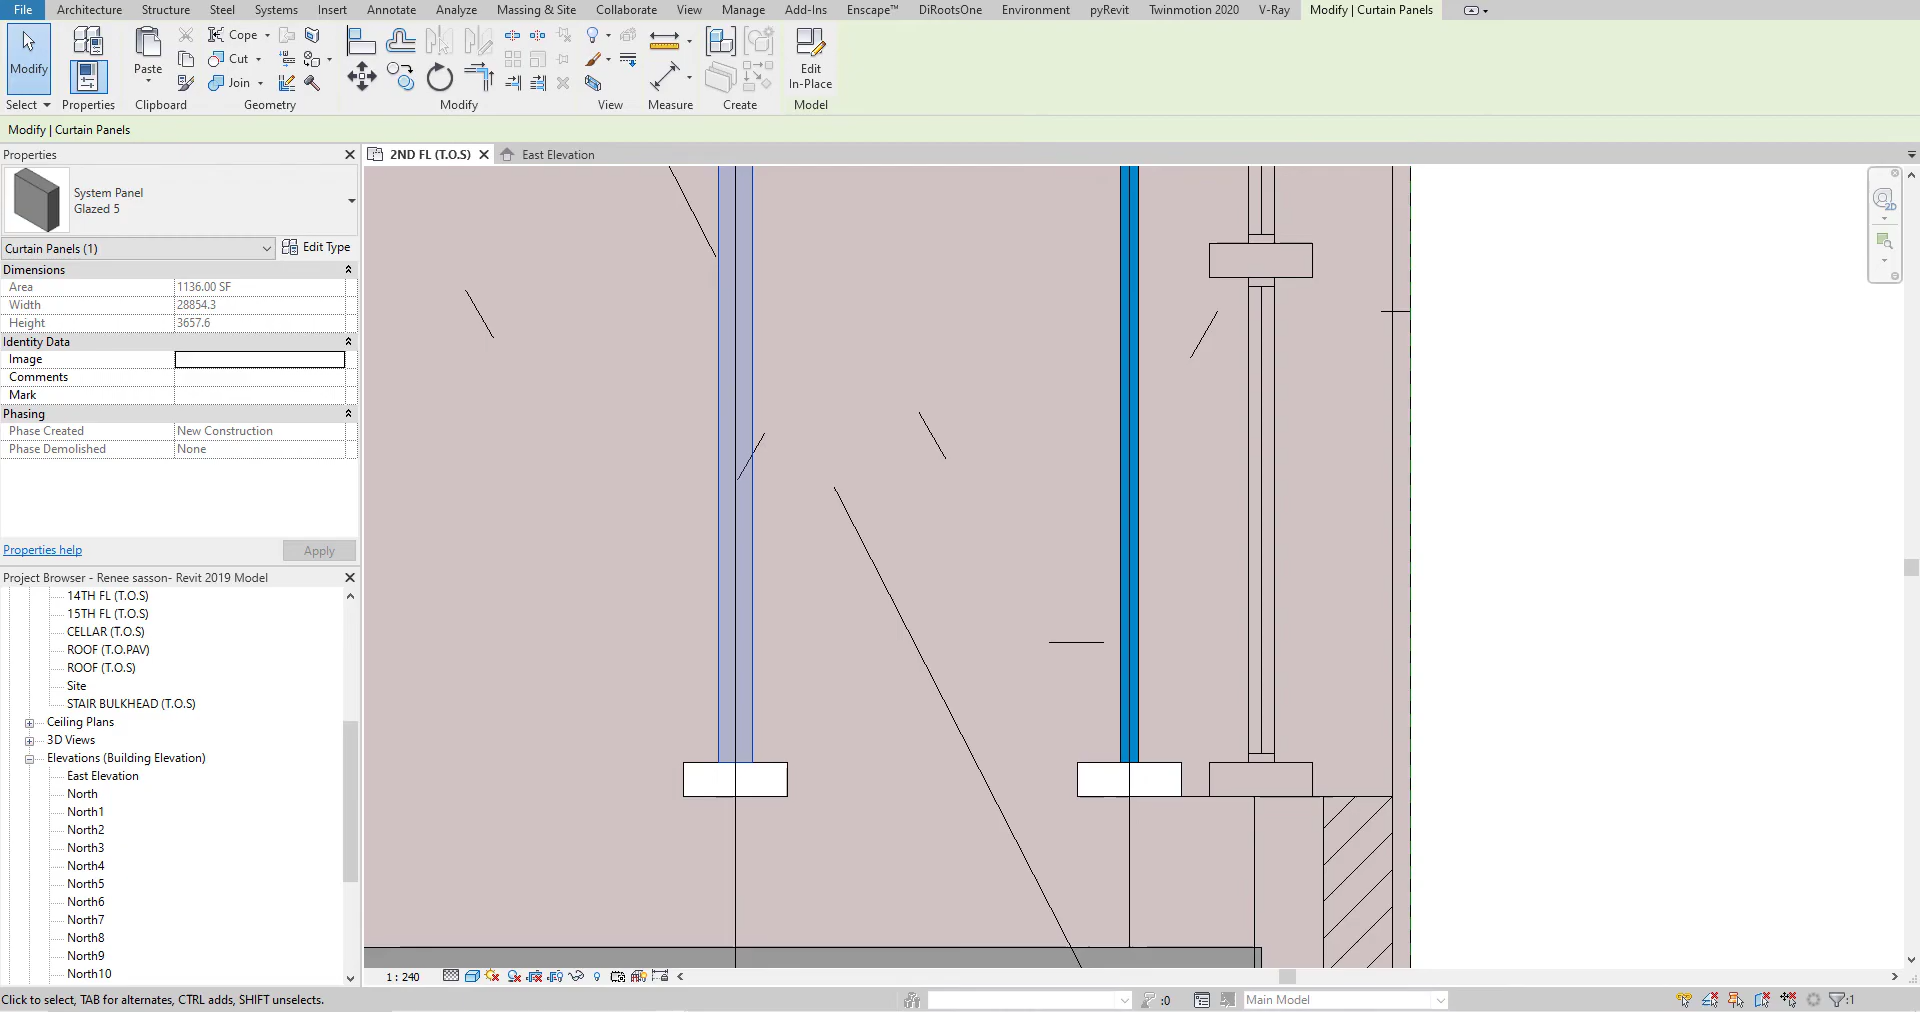 File Architecture Structure Steel Systems Insert Annotate Analyze Massing & Site Collaborate View Manage Add-Ins Enscape™ DiRootsOne Environment pyRevit Twinmotion 2020 V-Ray Modify | Curtain Panels
Cope
Cut
Join
Modify
Paste
Edit
In-Place
Select Properties Clipboard Geometry Modify View Measure Create Model
Modify | Curtain Panels
Properties
2ND FL (T.O.S) East Elevation
System Panel
Glazed 5
2D
Curtain Panels (1) Edit Type
Dimensions
Area 1136.00 SF
Width 28854.3
Height 3657.6
Identity Data
Image
Comments
Mark
Phasing
Phase Created New Construction
Phase Demolished None
Properties help Apply
Project Browser - Renee sasson- Revit 2019 Model
14TH FL (T.O.S)
15TH FL (T.O.S)
CELLAR (T.O.S)
ROOF (T.O.PAV)
ROOF (T.O.S)
Site
STAIR BULKHEAD (T.O.S)
Ceiling Plans
3D Views
Elevations (Building Elevation)
East Elevation
North
North1
North2
North3
North4
North5
North6
North7
North8
North9
North10
1 : 240
Click to select, TAB for alternates, CTRL adds, SHIFT unselects.
:0 Main Model :1